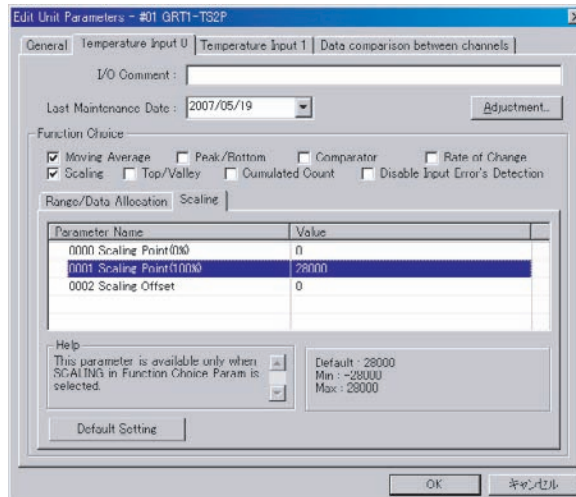 Edit Unit Parameters - #01 GRT1-TS2P
General Temperature Input 0 Temperature Input 1 Data comparison between channels
I/O Comment :
Last Maintenance Date : 2007/05/19 Adjustment...
Function Choice
Moving Average Peak/Bottom Comparator Rate of Change
Scaling Top/Valley Cumulated Count Disable Input Error's Detection
Range/Data Allocation Scaling
Parameter Name Value
0000 Scaling Point(0%) 0
0001 Scaling Point(100%) 28000
0002 Scaling Offset 0
Help
This parameter is available only when
SCALING in Function Choice Param is
selected.
Default : 28000
Min : -28000
Max : 28000
Default Setting
OK キャンセル